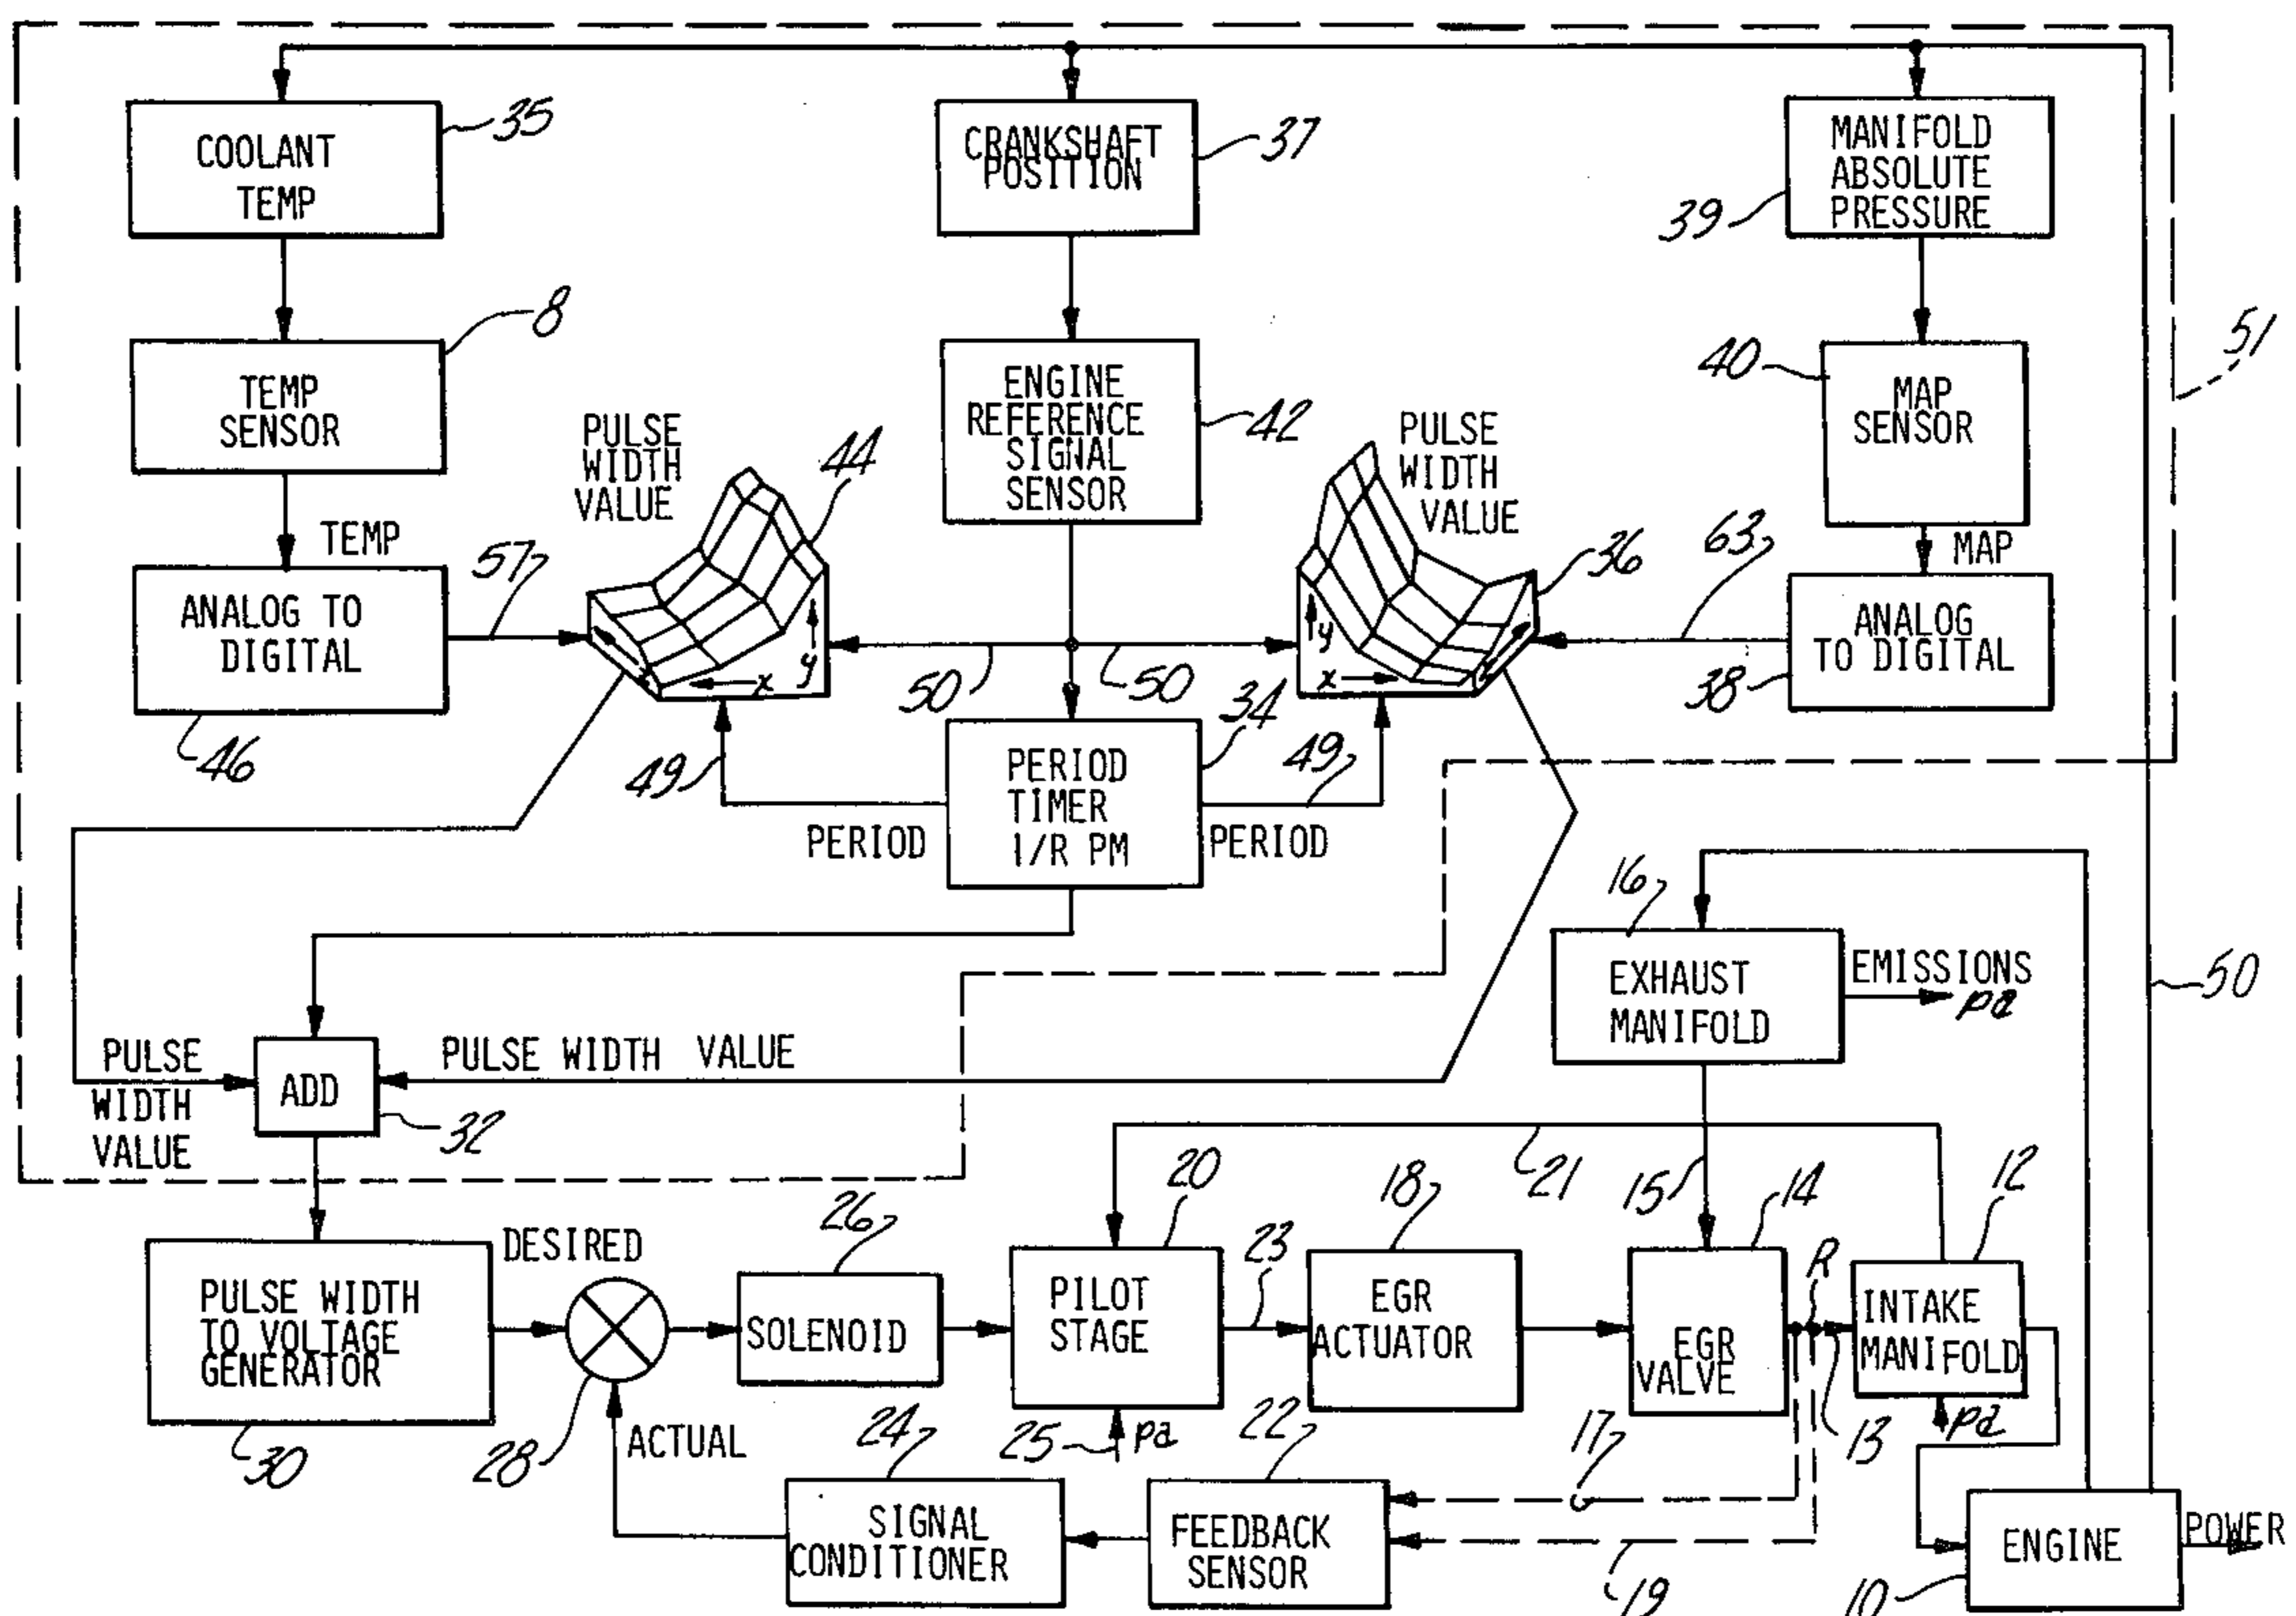 COOLANT
TEMP
35
CRANKSHAFT
POSITION
37
MANIFOLD
ABSOLUTE
PRESSURE
39
TEMP
SENSOR
8
ENGINE
REFERENCE
SIGNAL
SENSOR
42
40
MAP
SENSOR
51
PULSE
WIDTH
VALUE
44
PULSE
WIDTH
VALUE
36
TEMP
57
63
MAP
ANALOG TO
DIGITAL
46
y
x
50
50
y
x
ANALOG
TO DIGITAL
38
34
49
49
PERIOD
TIMER
1/R PM
PERIOD
PERIOD
16
EXHAUST
MANIFOLD
EMISSIONS
pa
50
PULSE
WIDTH
VALUE
ADD
32
PULSE WIDTH VALUE
21
15
20
18
14
12
26
23
R
DESIRED
PULSE WIDTH
TO VOLTAGE
GENERATOR
30
28
SOLENOID
PILOT
STAGE
EGR
ACTUATOR
EGR
VALVE
INTAKE
MANIFOLD
ACTUAL
24
25
pa
22
17
13
pa
SIGNAL
CONDITIONER
FEEDBACK
SENSOR
19
ENGINE
10
POWER